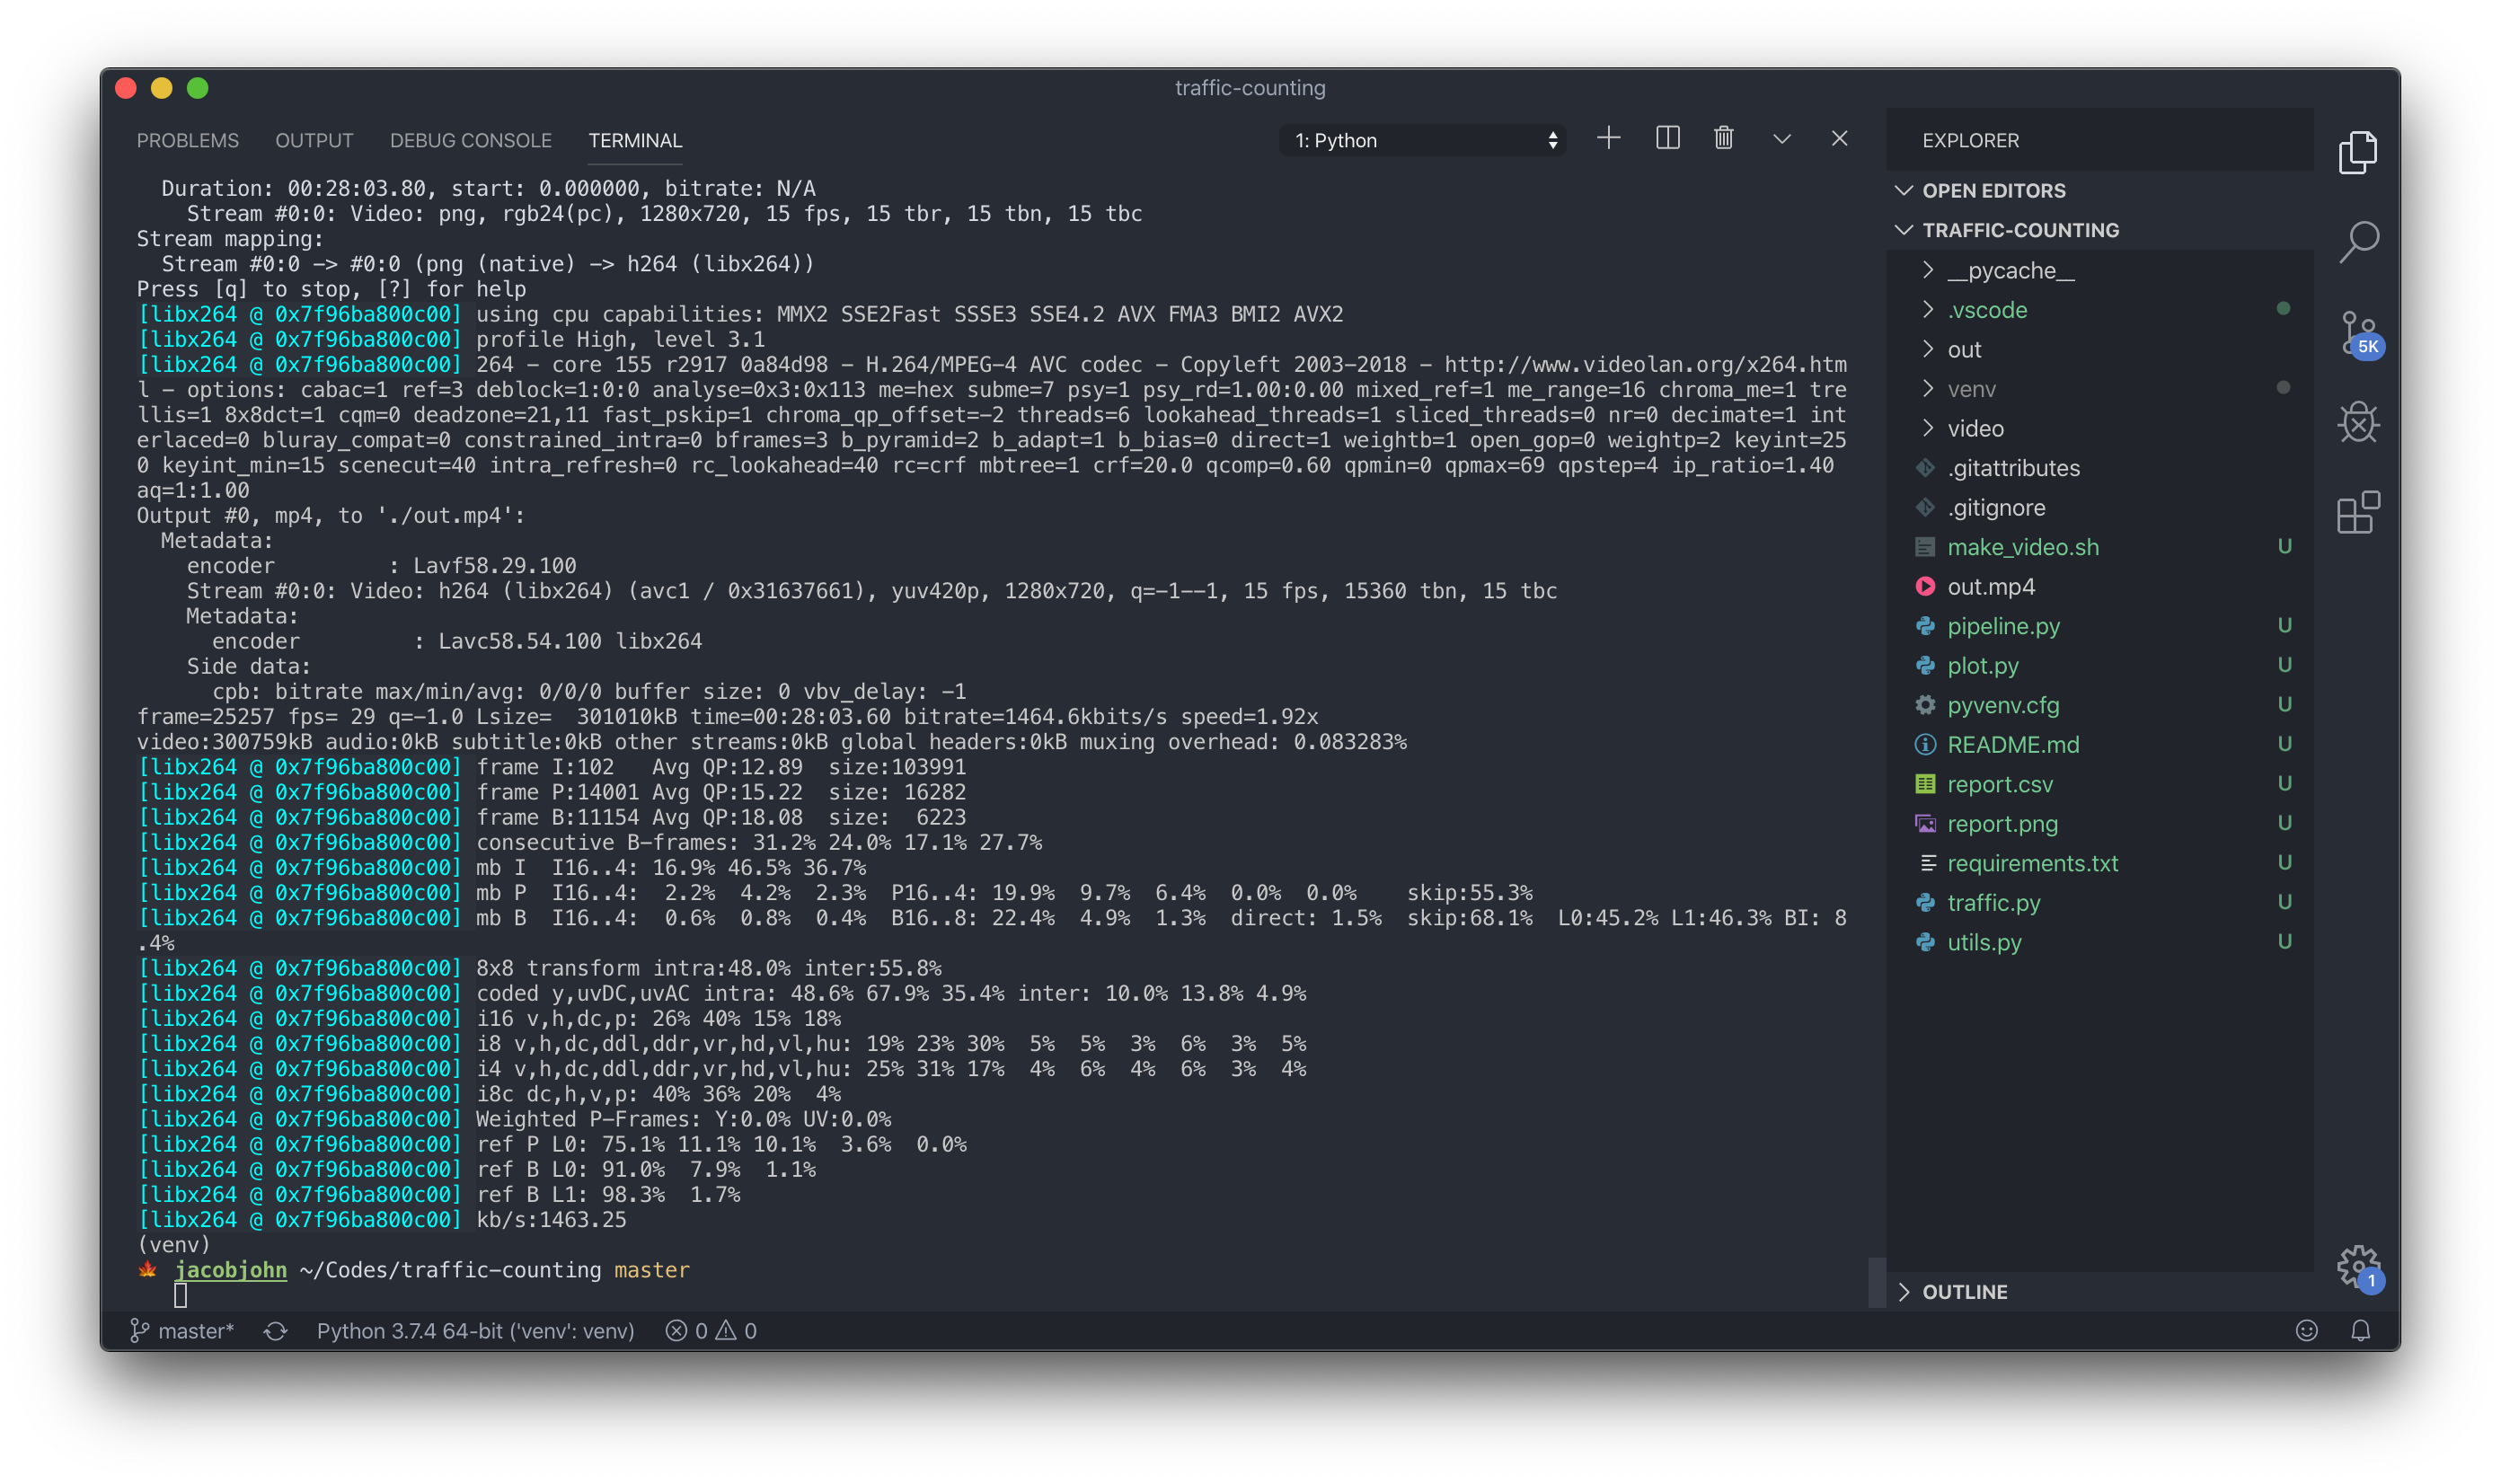 traffic-counting
PROBLEMS OUTPUT DEBUG CONSOLE TERMINAL 1: Python
Duration: 00:28:03.80, start: 0.000000, bitrate: N/A
Stream #0:0: Video: png, rgb24(pc), 1280x720, 15 fps, 15 tbr, 15 tbn, 15 tbc
Stream mapping:
Stream #0:0 -> #0:0 (png (native) -> h264 (libx264))
Press [q] to stop, [?] for help
[libx264 @ 0x7f96ba800c00] using cpu capabilities: MMX2 SSE2Fast SSSE3 SSE4.2 AVX FMA3 BMI2 AVX2
[libx264 @ 0x7f96ba800c00] profile High, level 3.1
[libx264 @ 0x7f96ba800c00] 264 - core 155 r2917 0a84d98 - H.264/MPEG-4 AVC codec - Copyleft 2003-2018 - http://www.videolan.org/x264.htm
l - options: cabac=1 ref=3 deblock=1:0:0 analyse=0x3:0x113 me=hex subme=7 psy=1 psy_rd=1.00:0.00 mixed_ref=1 me_range=16 chroma_me=1 tre
llis=1 8x8dct=1 cqm=0 deadzone=21,11 fast_pskip=1 chroma_qp_offset=-2 threads=6 lookahead_threads=1 sliced_threads=0 nr=0 decimate=1 int
erlaced=0 bluray_compat=0 constrained_intra=0 bframes=3 b_pyramid=2 b_adapt=1 b_bias=0 direct=1 weightb=1 open_gop=0 weightp=2 keyint=25
0 keyint_min=15 scenecut=40 intra_refresh=0 rc_lookahead=40 rc=crf mbtree=1 crf=20.0 qcomp=0.60 qpmin=0 qpmax=69 qpstep=4 ip_ratio=1.40
aq=1:1.00
Output #0, mp4, to './out.mp4':
Metadata:
encoder : Lavf58.29.100
Stream #0:0: Video: h264 (libx264) (avc1 / 0x31637661), yuv420p, 1280x720, q=-1--1, 15 fps, 15360 tbn, 15 tbc
Metadata:
encoder : Lavc58.54.100 libx264
Side data:
cpb: bitrate max/min/avg: 0/0/0 buffer size: 0 vbv_delay: -1
frame=25257 fps= 29 q=-1.0 Lsize=  301010kB time=00:28:03.60 bitrate=1464.6kbits/s speed=1.92x
video:300759kB audio:0kB subtitle:0kB other streams:0kB global headers:0kB muxing overhead: 0.083283%
[libx264 @ 0x7f96ba800c00] frame I:102   Avg QP:12.89  size:103991
[libx264 @ 0x7f96ba800c00] frame P:14001 Avg QP:15.22  size: 16282
[libx264 @ 0x7f96ba800c00] frame B:11154 Avg QP:18.08  size:  6223
[libx264 @ 0x7f96ba800c00] consecutive B-frames: 31.2% 24.0% 17.1% 27.7%
[libx264 @ 0x7f96ba800c00] mb I  I16..4: 16.9% 46.5% 36.7%
[libx264 @ 0x7f96ba800c00] mb P  I16..4:  2.2%  4.2%  2.3%  P16..4: 19.9%  9.7%  6.4%  0.0%  0.0%    skip:55.3%
[libx264 @ 0x7f96ba800c00] mb B  I16..4:  0.6%  0.8%  0.4%  B16..8: 22.4%  4.9%  1.3%  direct: 1.5%  skip:68.1%  L0:45.2% L1:46.3% BI: 8
.4%
[libx264 @ 0x7f96ba800c00] 8x8 transform intra:48.0% inter:55.8%
[libx264 @ 0x7f96ba800c00] coded y,uvDC,uvAC intra: 48.6% 67.9% 35.4% inter: 10.0% 13.8% 4.9%
[libx264 @ 0x7f96ba800c00] i16 v,h,dc,p: 26% 40% 15% 18%
[libx264 @ 0x7f96ba800c00] i8 v,h,dc,ddl,ddr,vr,hd,vl,hu: 19% 23% 30%  5%  5%  3%  6%  3%  5%
[libx264 @ 0x7f96ba800c00] i4 v,h,dc,ddl,ddr,vr,hd,vl,hu: 25% 31% 17%  4%  6%  4%  6%  3%  4%
[libx264 @ 0x7f96ba800c00] i8c dc,h,v,p: 40% 36% 20%  4%
[libx264 @ 0x7f96ba800c00] Weighted P-Frames: Y:0.0% UV:0.0%
[libx264 @ 0x7f96ba800c00] ref P L0: 75.1% 11.1% 10.1%  3.6%  0.0%
[libx264 @ 0x7f96ba800c00] ref B L0: 91.0%  7.9%  1.1%
[libx264 @ 0x7f96ba800c00] ref B L1: 98.3%  1.7%
[libx264 @ 0x7f96ba800c00] kb/s:1463.25
(venv)
jacobjohn ~/Codes/traffic-counting master
EXPLORER
OPEN EDITORS
TRAFFIC-COUNTING
__pycache__
.vscode
out
venv
video
.gitattributes
.gitignore
make_video.sh U
out.mp4
pipeline.py U
plot.py U
pyvenv.cfg U
README.md U
report.csv U
report.png U
requirements.txt U
traffic.py U
utils.py U
OUTLINE
5K
1
master* Python 3.7.4 64-bit ('venv': venv) 0 0